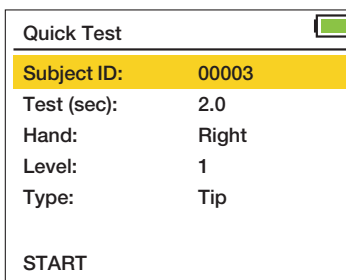 Quick Test
Subject ID: 00003
Test (sec): 2.0
Hand: Right
Level: 1
Type: Tip
START